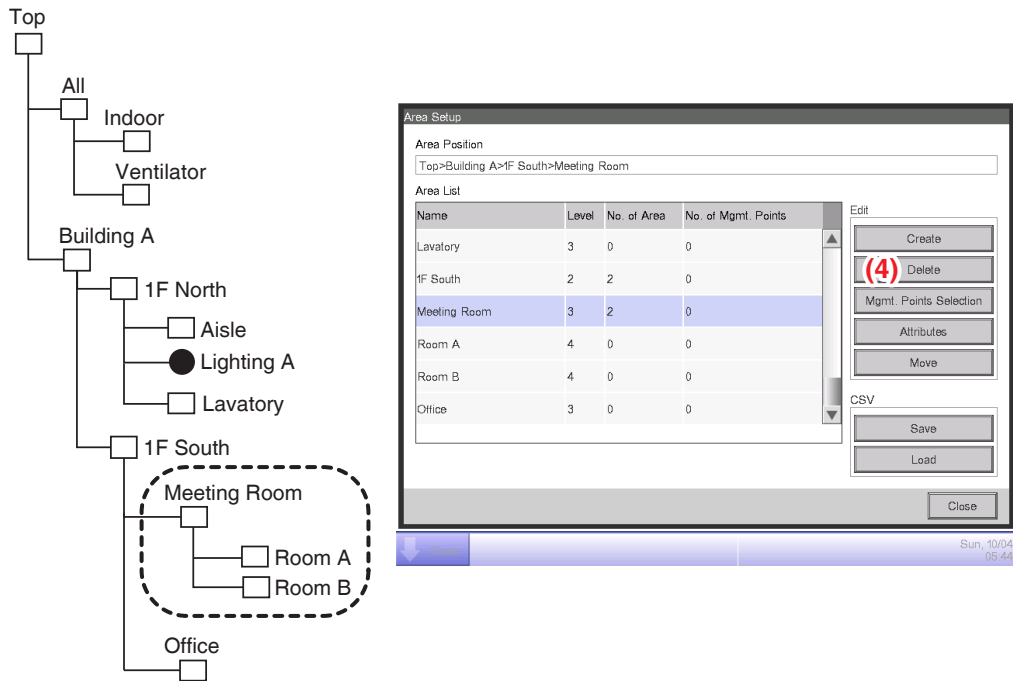 Top
All
Indoor
Ventilator
Building A
1F North
Aisle
Lighting A
Lavatory
1F South
Meeting Room
Room A
Room B
Office
Area Setup
Area Position
Top>Building A>1F South>Meeting Room
Area List
Name Level No. of Area No. of Mgmt. Points
Lavatory 3 0 0
1F South 2 2 0
Meeting Room 3 2 0
Room A 4 0 0
Room B 4 0 0
Office 3 0 0
Edit
Create
(4) Delete
Mgmt. Points Selection
Attributes
Move
CSV
Save
Load
Close
Sun, 10/04
05:44